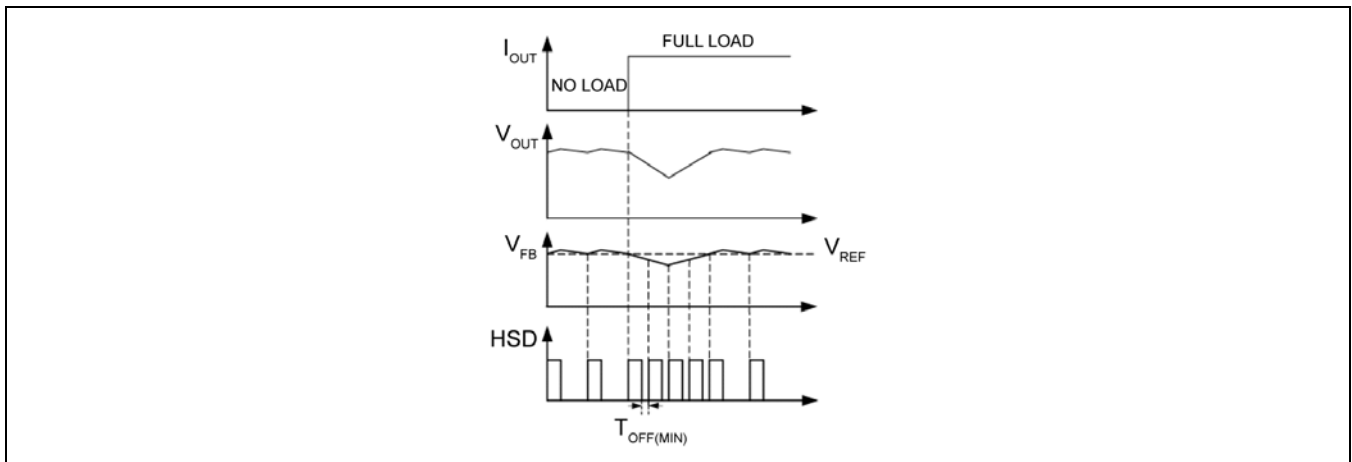 I_OUT
FULL LOAD
NO LOAD
V_OUT
V_FB
V_REF
HSD
T_OFF(MIN)